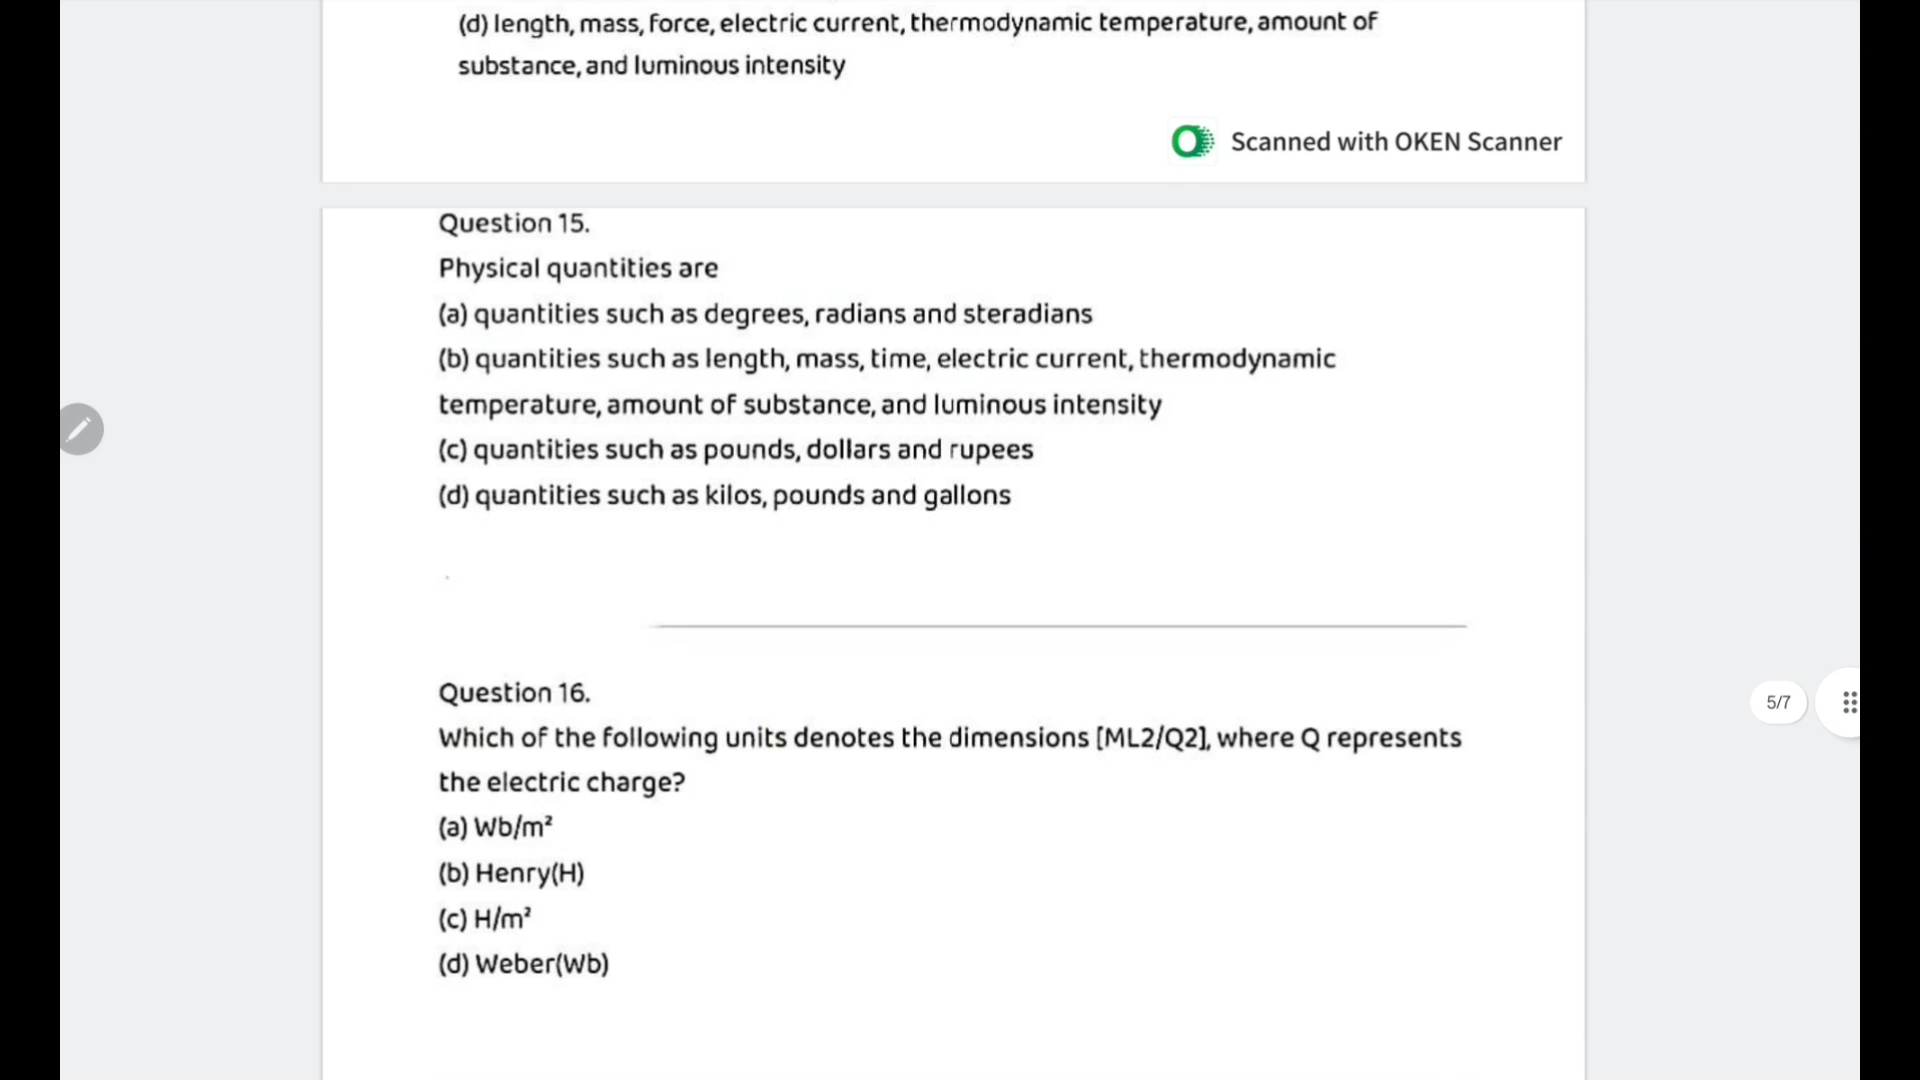 (d) length, mass, force, electric current, thermodynamic temperature, amount of
substance, and luminous intensity
Scanned with OKEN Scanner
Question 15.
Physical quantities are
(a) quantities such as degrees, radians and steradians
(b) quantities such as length, mass, time, electric current, thermodynamic
temperature, amount of substance, and luminous intensity
(c) quantities such as pounds, dollars and rupees
(d) quantities such as kilos, pounds and gallons
Question 16.
Which of the following units denotes the dimensions [ML2/Q2], where Q represents
the electric charge?
(a) Wb/m²
(b) Henry(H)
(c) H/m²
(d) Weber(Wb)
5/7